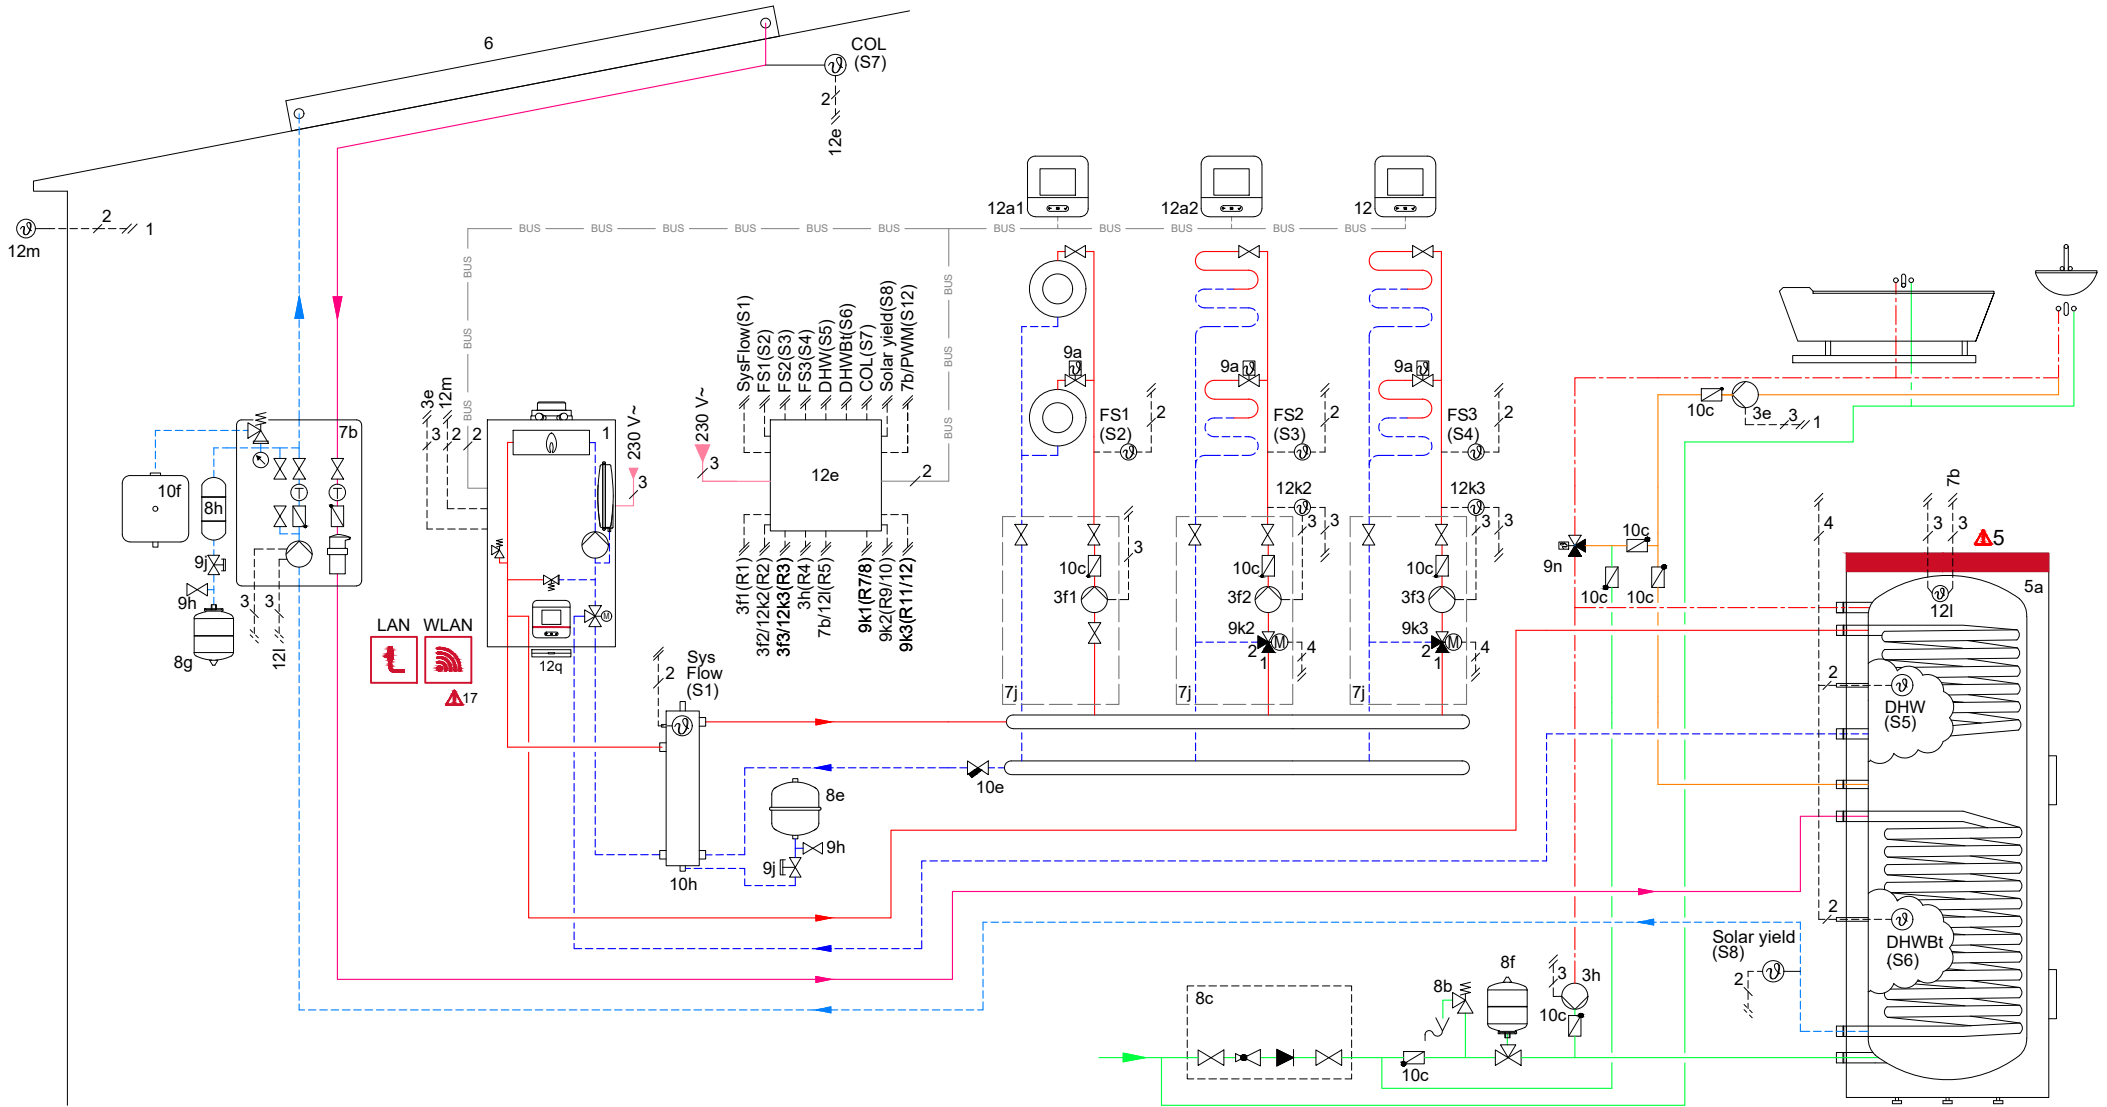 6
COL
(S7)
2
12e
2
1
12m
12a1
12a2
12
BUS BUS BUS BUS BUS BUS BUS BUS BUS BUS BUS
BUS
BUS
BUS
BUS
BUS
BUS
3e
12m
3
2
2
1
230 V~
3
230 V~
3
SysFlow(S1)
FS1(S2)
FS2(S3)
FS3(S4)
DHW(S5)
DHWBt(S6)
COL(S7)
Solar yield(S8)
7b/PWM(S12)
12e
2
3f1(R1)
3f2/12k2(R2)
3f3/12k3(R3)
3h(R4)
7b/12l(R5)
9k1(R7/8)
9k2(R9/10)
9k3(R11/12)
9a
9a
9a
FS1
(S2)
2
FS2
(S3)
2
FS3
(S4)
2
12k2
12k3
3
3
3
3
3
10c
10c
10c
3f1
3f2
3f3
9k2
M
4
2
1
9k3
M
4
2
1
7j
7j
7j
7b
T
T
10f
8h
9j
9h
8g
3
3
12l
LAN
WLAN
17
12q
M
Sys
Flow
(S1)
2
10h
8e
9h
9j
10e
10c
3e
3
1
9n
10c
10c
10c
4
3
3
7b
5
5a
12l
2
DHW
(S5)
2
DHWBt
(S6)
Solar yield
(S8)
2
8c
8b
8f
3
3h
10c
10c